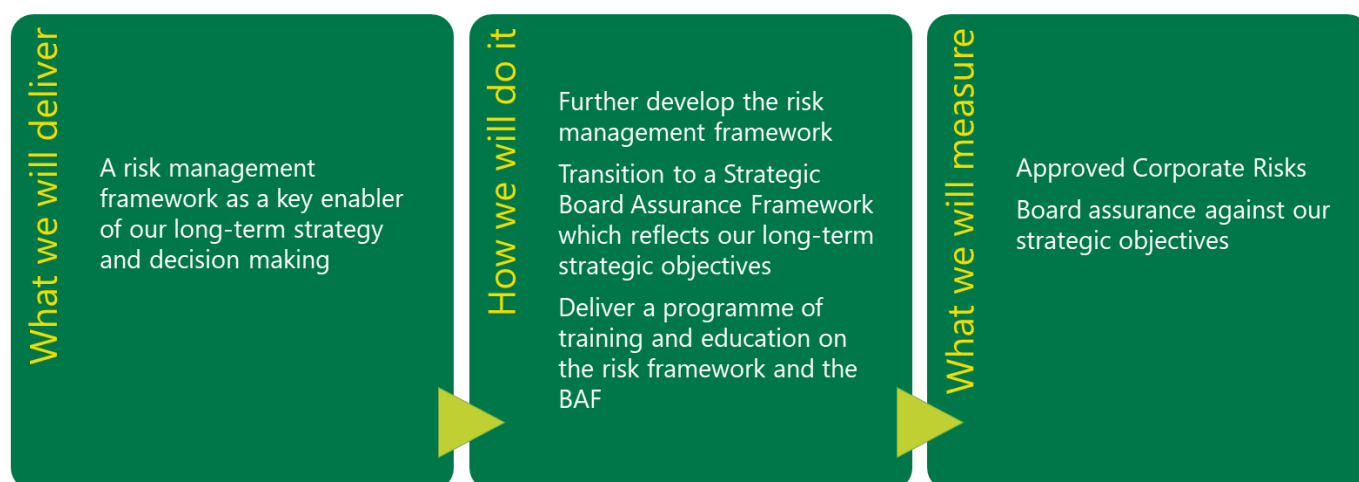 What we will deliver
A risk management
framework as a key enabler
of our long-term strategy
and decision making
How we will do it
Further develop the risk
management framework
Transition to a Strategic
Board Assurance Framework
which reflects our long-term
strategic objectives
Deliver a programme of
training and education on
the risk framework and the
BAF
What we will measure
Approved Corporate Risks
Board assurance against our
strategic objectives